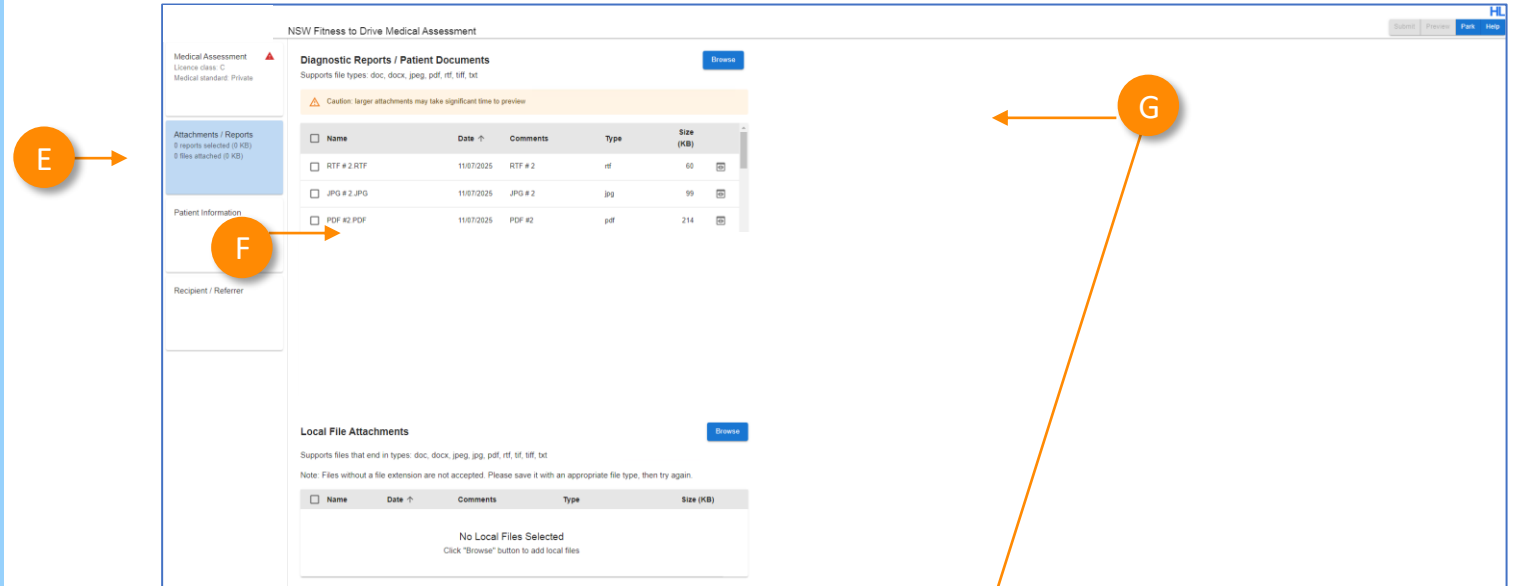 HL
NSW Fitness to Drive Medical Assessment
Submit Preview Park Help
Medical Assessment
Licence class: C
Medical standard: Private
Attachments / Reports
0 reports selected (0 KB)
0 files attached (0 KB)
Patient Information
Recipient / Referrer
E
F
G
Diagnostic Reports / Patient Documents
Browse
Supports file types: doc, docx, jpeg, pdf, rtf, tiff, txt
Caution: larger attachments may take significant time to preview
Name Date ↑ Comments Type Size (KB)
RTF # 2.RTF 11/07/2025 RTF # 2 rtf 60
JPG # 2.JPG 11/07/2025 JPG # 2 jpg 99
PDF #2.PDF 11/07/2025 PDF #2 pdf 214
Local File Attachments
Browse
Supports files that end in types: doc, docx, jpeg, jpg, pdf, rtf, tif, tiff, txt
Note: Files without a file extension are not accepted. Please save it with an appropriate file type, then try again.
Name Date ↑ Comments Type Size (KB)
No Local Files Selected
Click "Browse" button to add local files